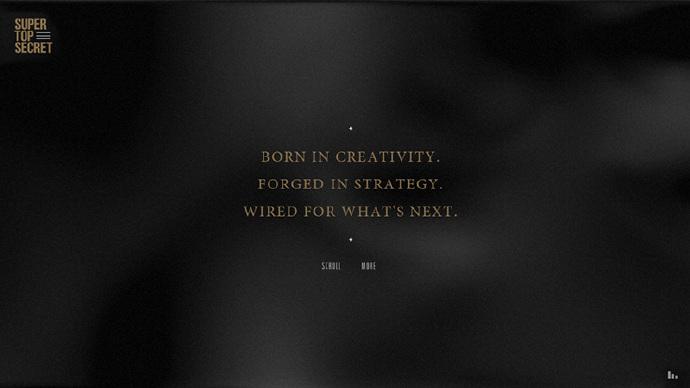 SUPER
TOP
SECRET
BORN IN CREATIVITY.
FORGED IN STRATEGY.
WIRED FOR WHAT'S NEXT.
SCROLL MORE